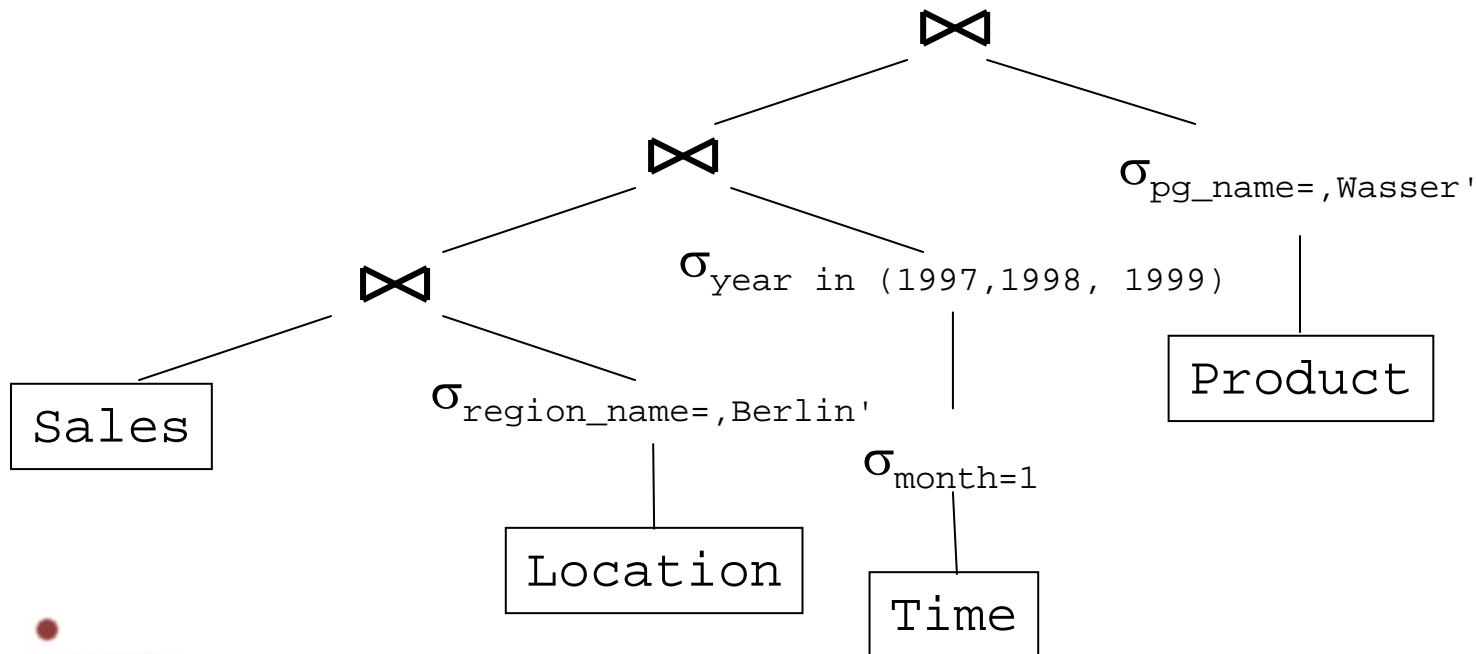 ⋈
⋈
σpg_name=‚Wasser'
⋈
σyear in (1997,1998, 1999)
Product
Sales
σregion_name=‚Berlin'
σmonth=1
Location
Time